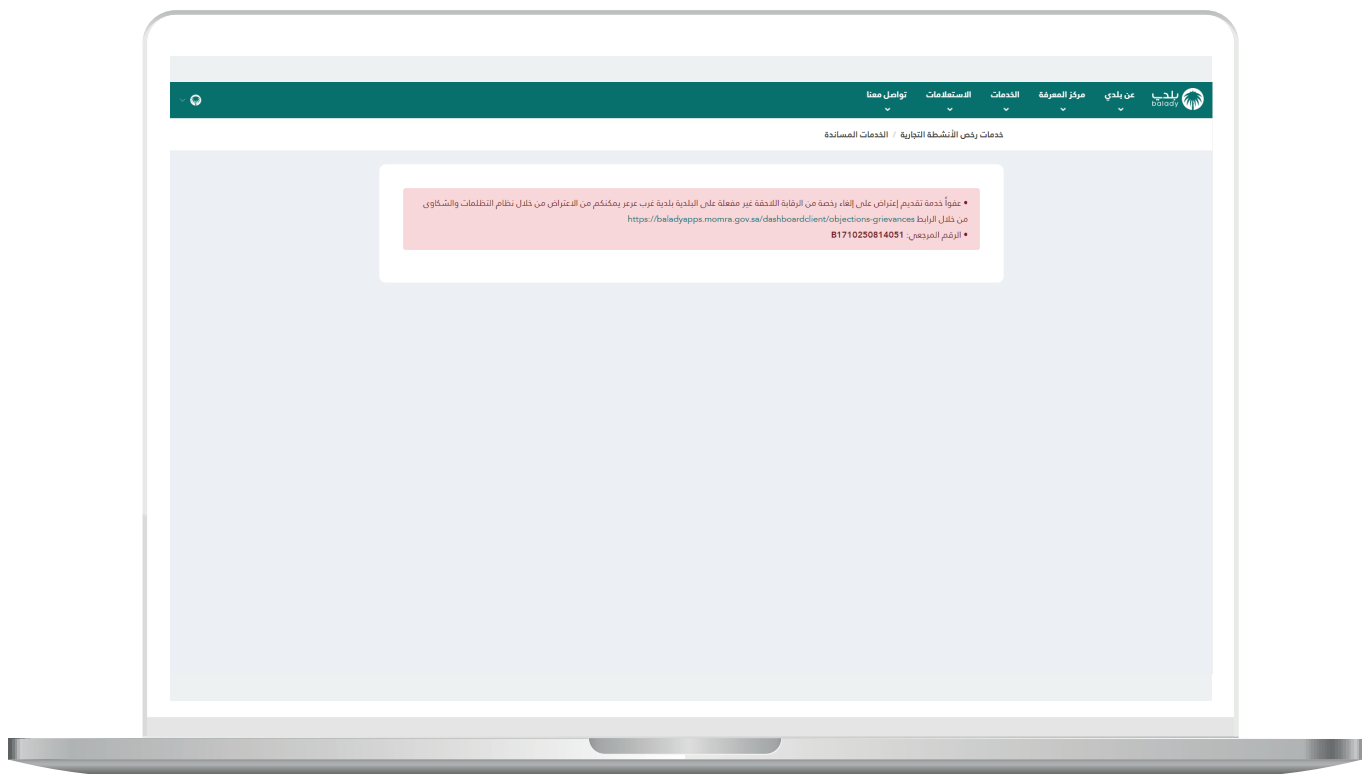 بلدي
balady
عن بلدي مركز المعرفة الخدمات الاستعلامات تواصل معنا
خدمات رخص الأنشطة التجارية / الخدمات المساندة
• عفواً خدمة تقديم إعتراض على إلغاء رخصة من الرقابة اللاحقة غير مفعلة على البلدية بلدية غرب عرعر يمكنكم من الاعتراض من خلال نظام التظلمات والشكاوى
من خلال الرابط https://baladyapps.momra.gov.sa/dashboardclient/objections-grievances
• الرقم المرجعي: B1710250814051